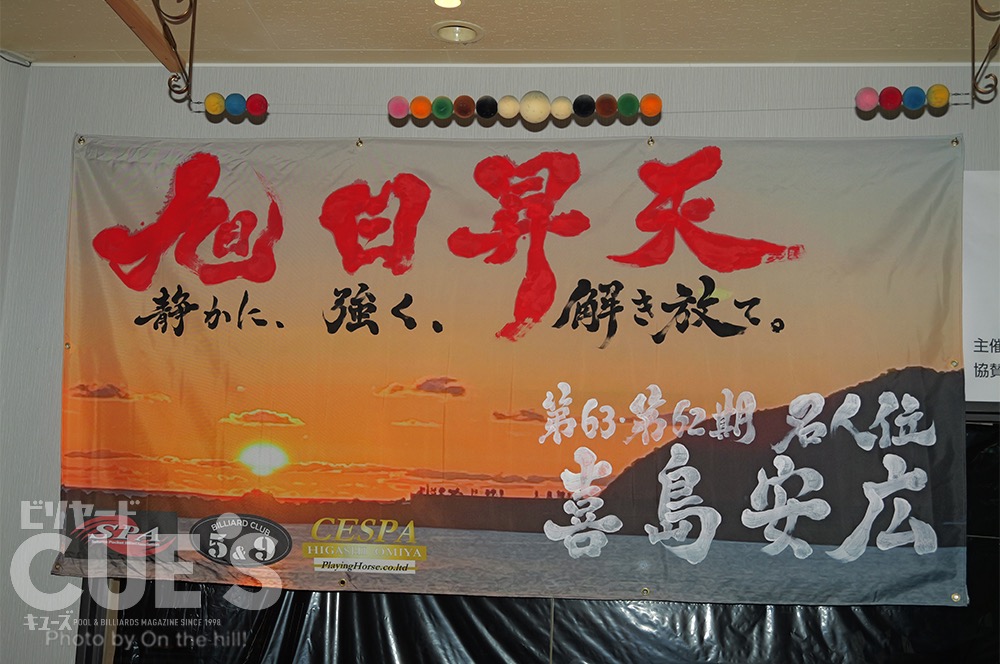 旭日昇天
静かに、 強く、 解き放て。
主催
協賛
第63・第62期 名人位
喜島安広
SPA
BILLIARD CLUB
5&9
CESPA
HIGASHI-OMIYA
PlayingHorse.co.ltd
ビリヤード
CUE'S
キューズ POOL & BILLIARDS MAGAZINE SINCE 1998
Photo by On the hill!